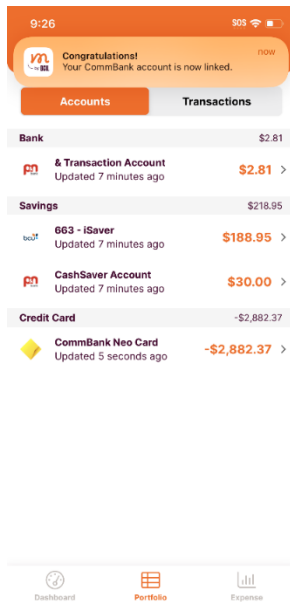 9:26
SOS
now
Congratulations!
Your CommBank account is now linked.
Accounts
Transactions
Bank $2.81
& Transaction Account
$2.81
Updated 7 minutes ago
Savings $218.95
bcu
663 - iSaver
$188.95
Updated 7 minutes ago
CashSaver Account
$30.00
Updated 7 minutes ago
Credit Card -$2,882.37
CommBank Neo Card
-$2,882.37
Updated 5 seconds ago
Dashboard Portfolio Expense